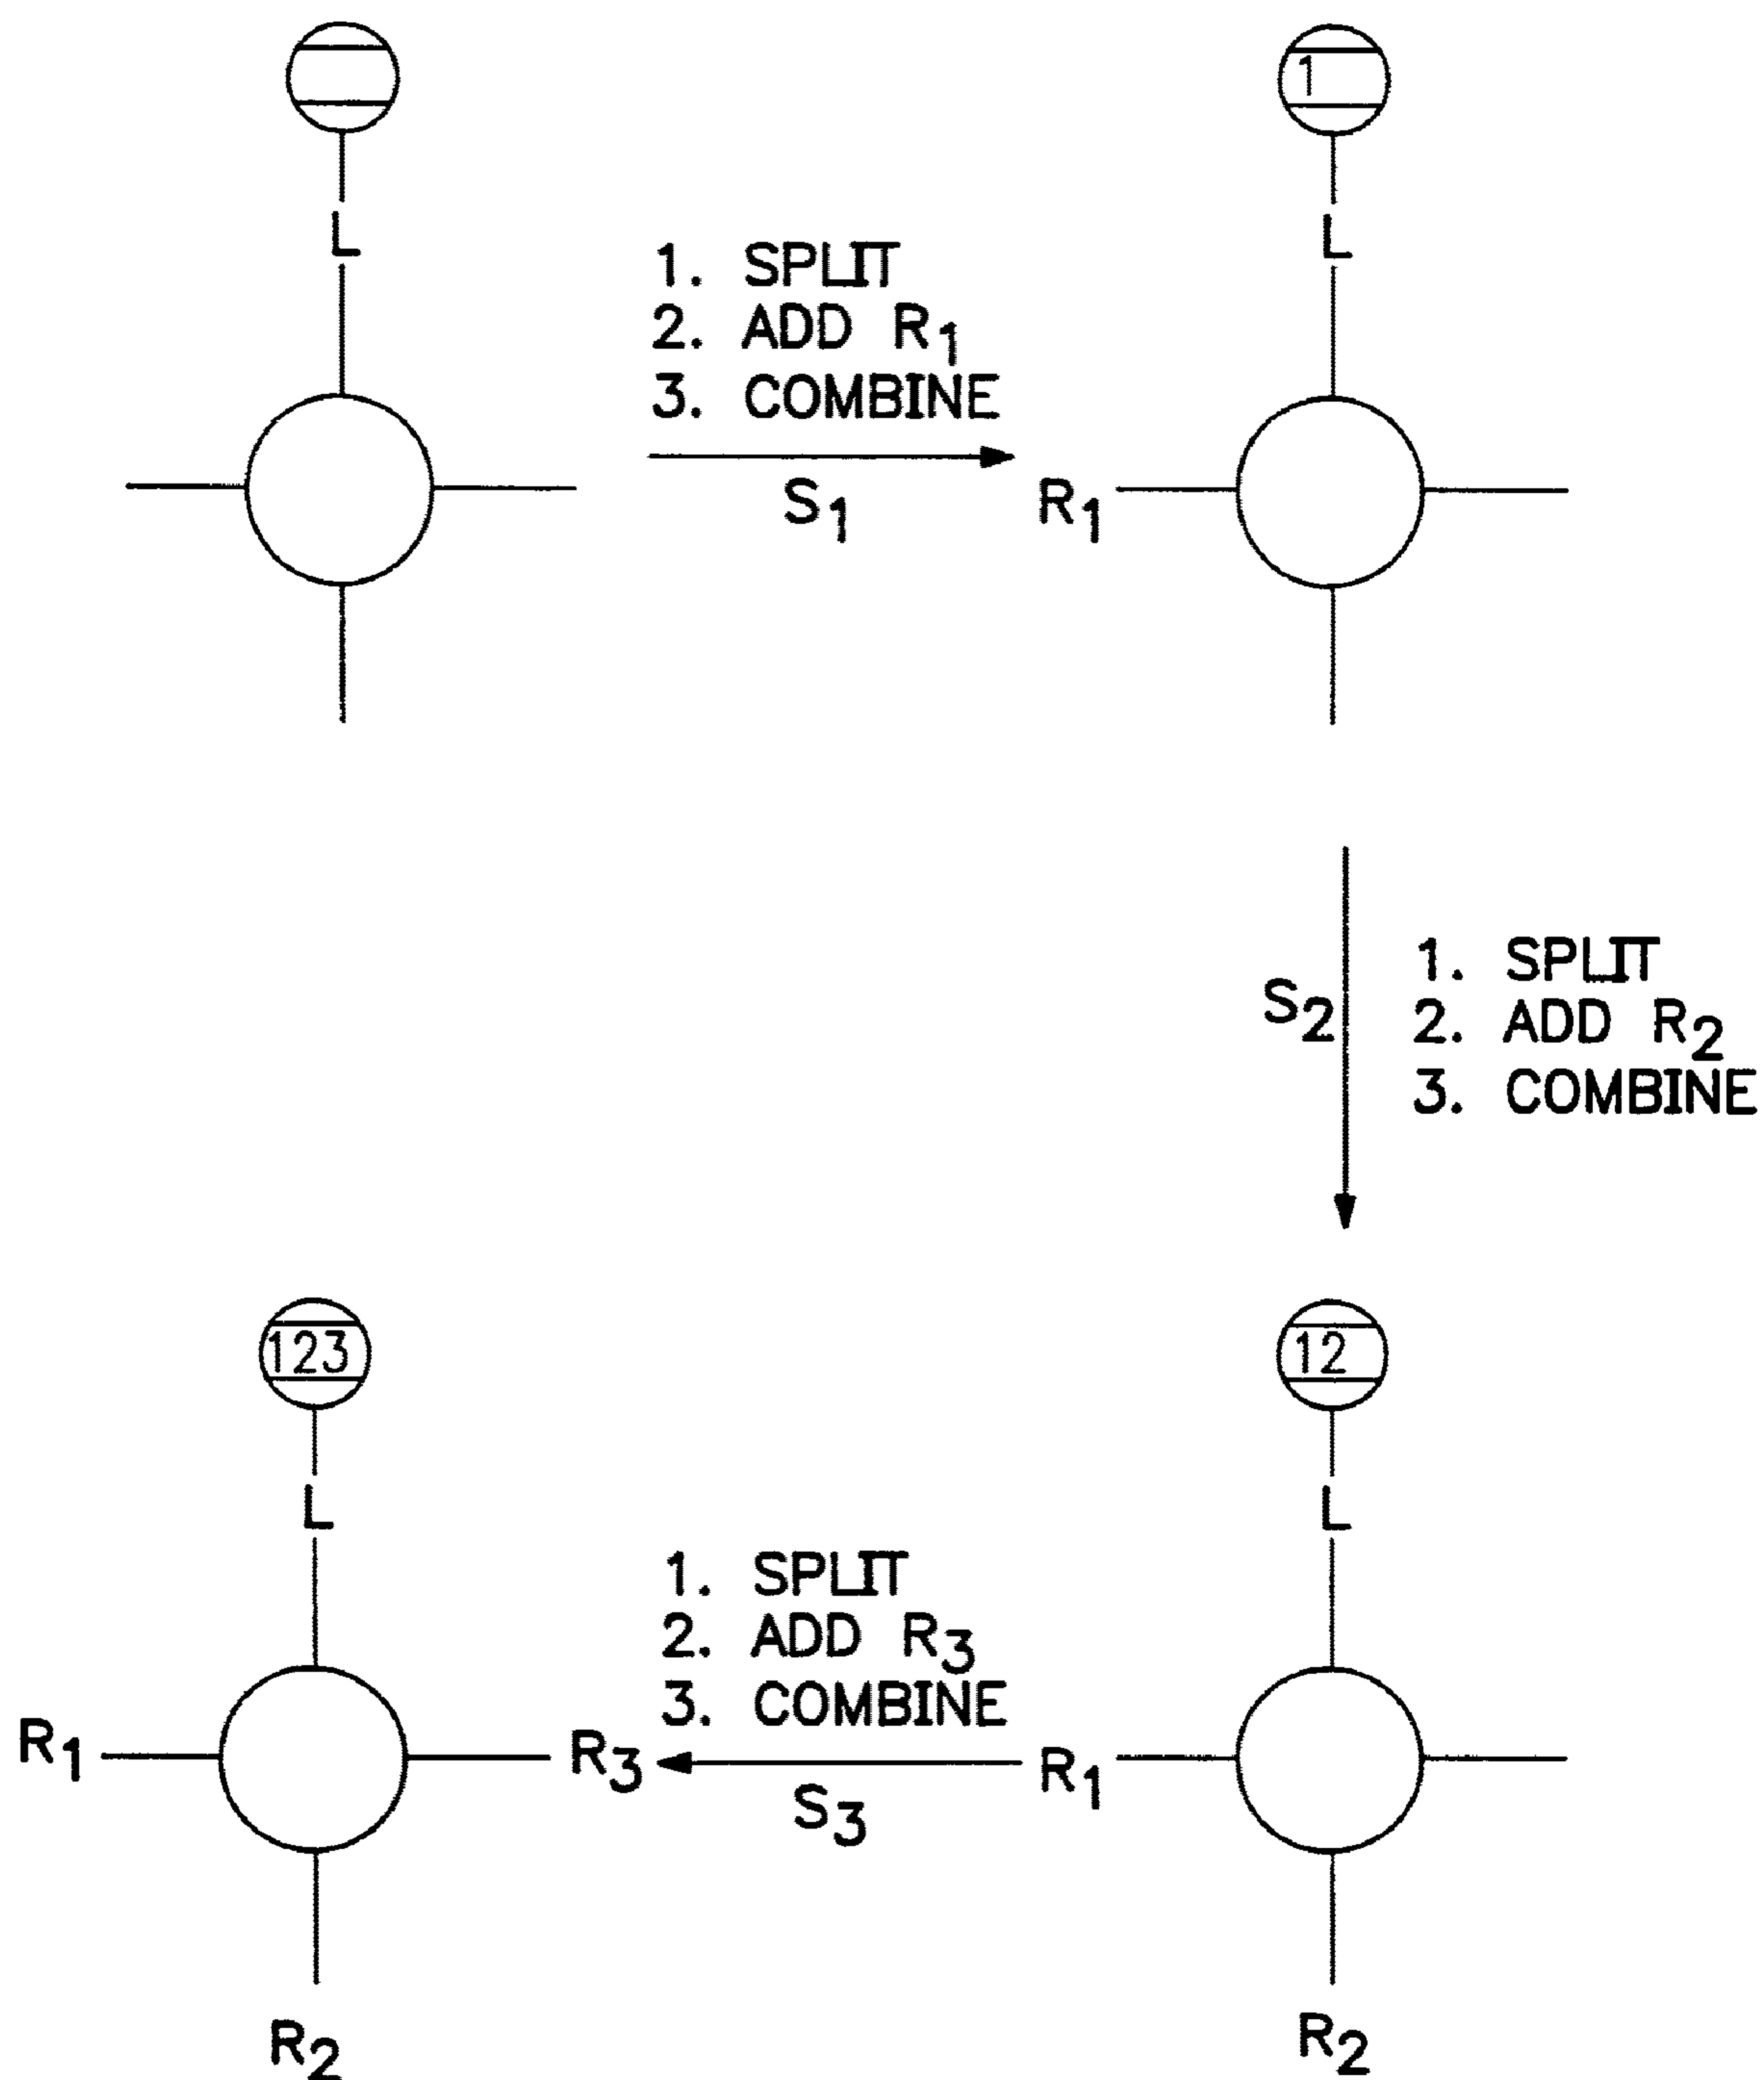 L
1. SPLIT
2. ADD R₁
3. COMBINE
S₁
1
L
R₁
S₂
1. SPLIT
2. ADD R₂
3. COMBINE
12
L
R₁
R₂
1. SPLIT
2. ADD R₃
3. COMBINE
S₃
123
L
R₁
R₃
R₂